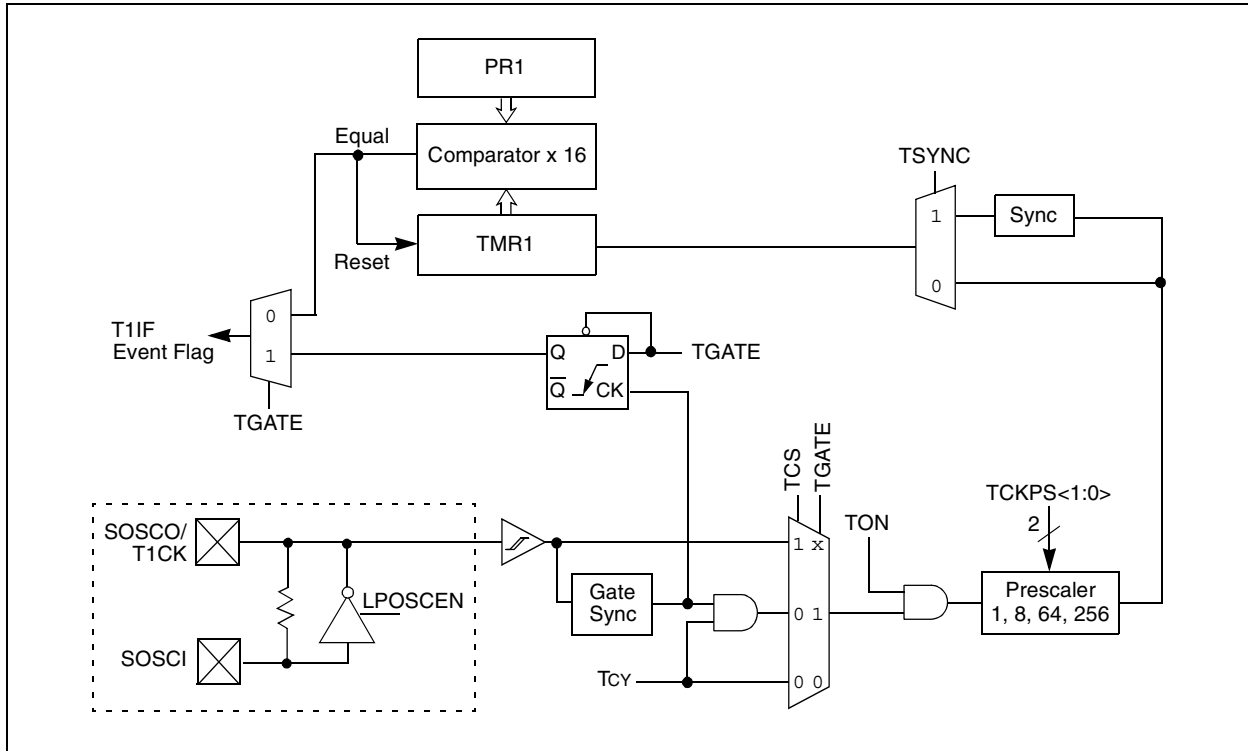 PR1
Equal
Comparator x 16
TSYNC
1
Sync
TMR1
Reset
0
0
T1IF
Event Flag
1
Q
D
TGATE
Q
CK
TGATE
TCS
TGATE
TCKPS<1:0>
2
TON
SOSCO/
T1CK
1 x
LPOSCEN
Gate
Sync
0 1
Prescaler
1, 8, 64, 256
SOSCI
TCY
0 0